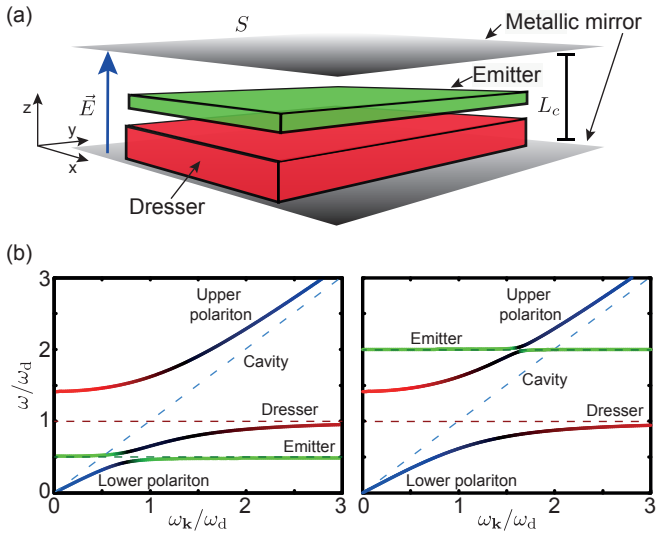 (a)
S
Metallic mirror
Emitter
E⃗
L_c
z
y
x
Dresser
(b)
3
2
1
0
ω/ω_d
Upper
polariton
Cavity
Dresser
Emitter
Lower polariton
0 1 2 3
ω_k/ω_d
Upper
polariton
Emitter
Cavity
Dresser
Lower polariton
0 1 2 3
ω_k/ω_d